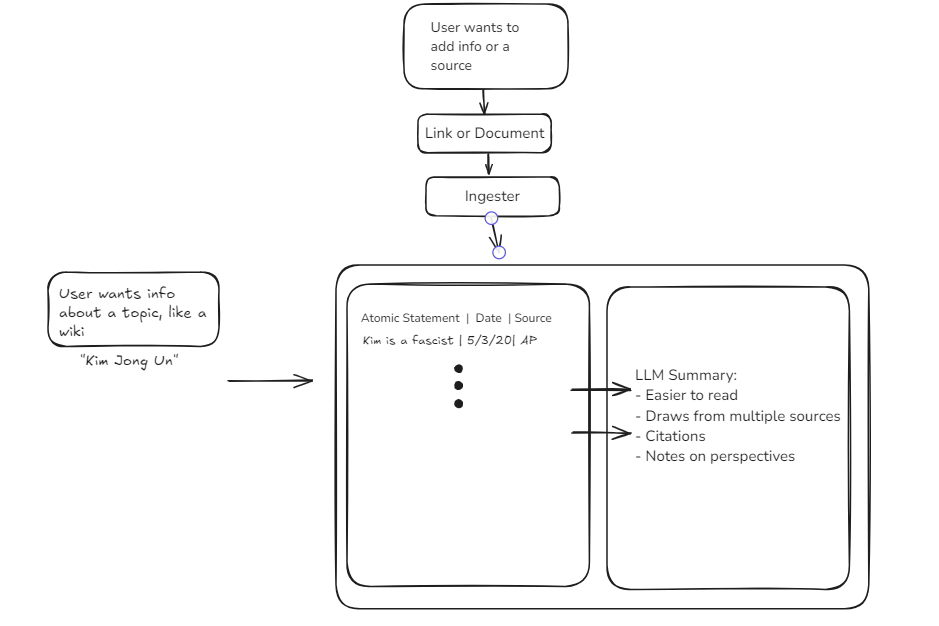 User wants to
add info or a
source
Link or Document
Ingester
User wants info
about a topic, like a
wiki
"Kim Jong Un"
Atomic Statement | Date | Source
Kim is a fascist | 5/3/20| AP
LLM Summary:
- Easier to read
- Draws from multiple sources
- Citations
- Notes on perspectives